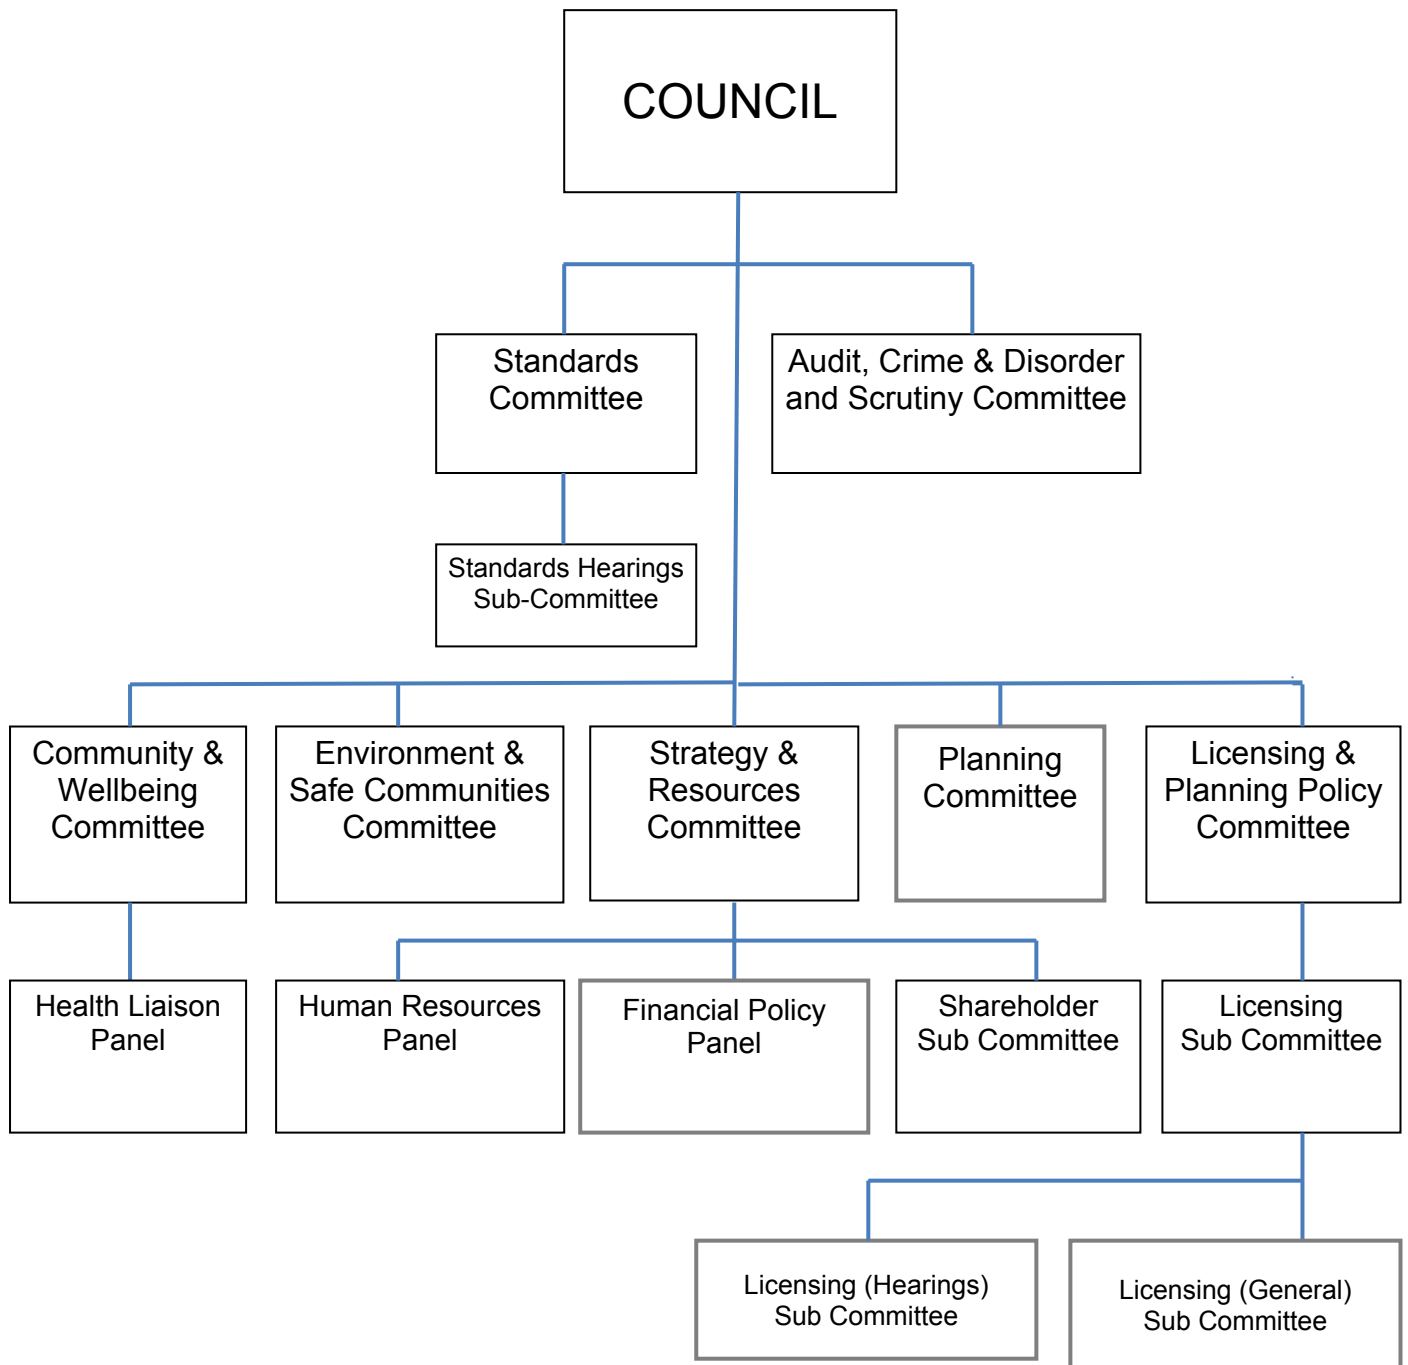 COUNCIL
Standards
Committee
Audit, Crime & Disorder
and Scrutiny Committee
Standards Hearings
Sub-Committee
Community &
Wellbeing
Committee
Environment &
Safe Communities
Committee
Strategy &
Resources
Committee
Planning
Committee
Licensing &
Planning Policy
Committee
Health Liaison
Panel
Human Resources
Panel
Financial Policy
Panel
Shareholder
Sub Committee
Licensing
Sub Committee
Licensing (Hearings)
Sub Committee
Licensing (General)
Sub Committee